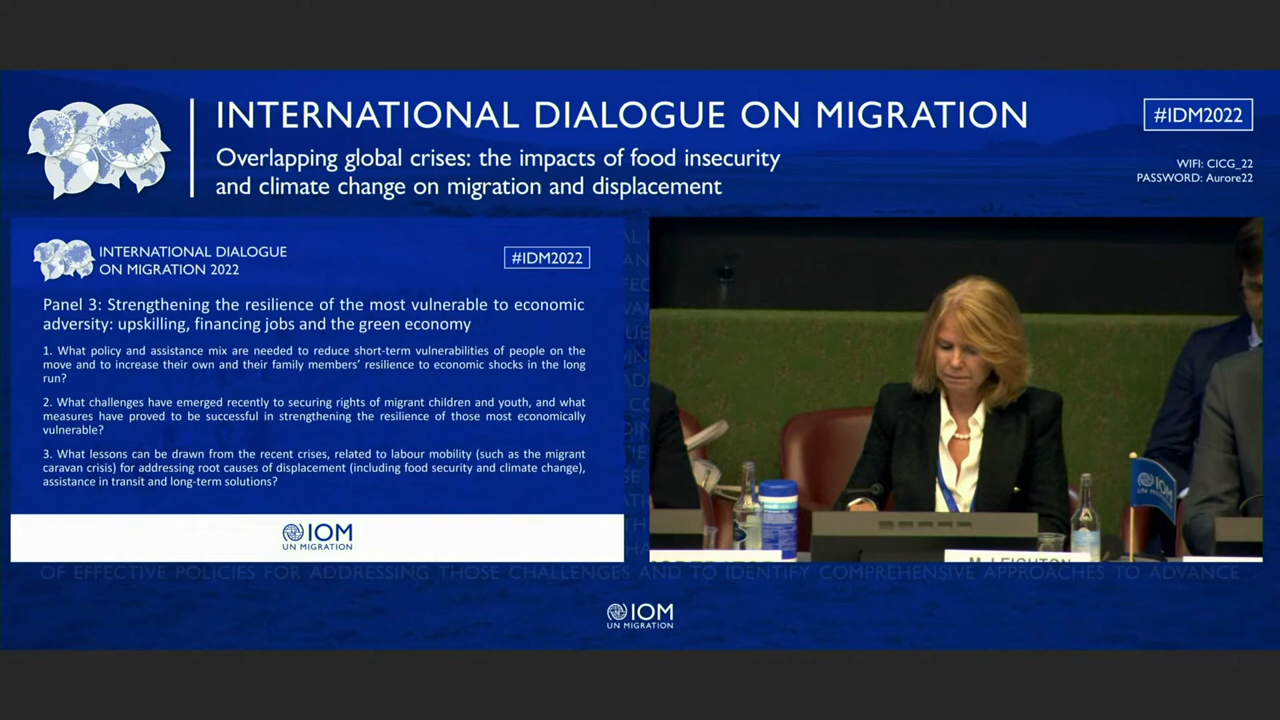 INTERNATIONAL DIALOGUE ON MIGRATION
Overlapping global crises: the impacts of food insecurity
and climate change on migration and displacement
#IDM2022
WIFI: CICG_22
PASSWORD: Aurore22
INTERNATIONAL DIALOGUE
ON MIGRATION 2022
#IDM2022
Panel 3: Strengthening the resilience of the most vulnerable to economic
adversity: upskilling, financing jobs and the green economy
1. What policy and assistance mix are needed to reduce short-term vulnerabilities of people on the
move and to increase their own and their family members' resilience to economic shocks in the long
run?
2. What challenges have emerged recently to securing rights of migrant children and youth, and what
measures have proved to be successful in strengthening the resilience of those most economically
vulnerable?
3. What lessons can be drawn from the recent crises, related to labour mobility (such as the migrant
caravan crisis) for addressing root causes of displacement (including food security and climate change),
assistance in transit and long-term solutions?
IOM
UN MIGRATION
IOM
M. LEIGHTON
OF EFFECTIVE POLICIES FOR ADDRESSING THOSE CHALLENGES AND TO IDENTIFY COMPREHENSIVE APPROACHES TO ADVANCE
IOM
UN MIGRATION